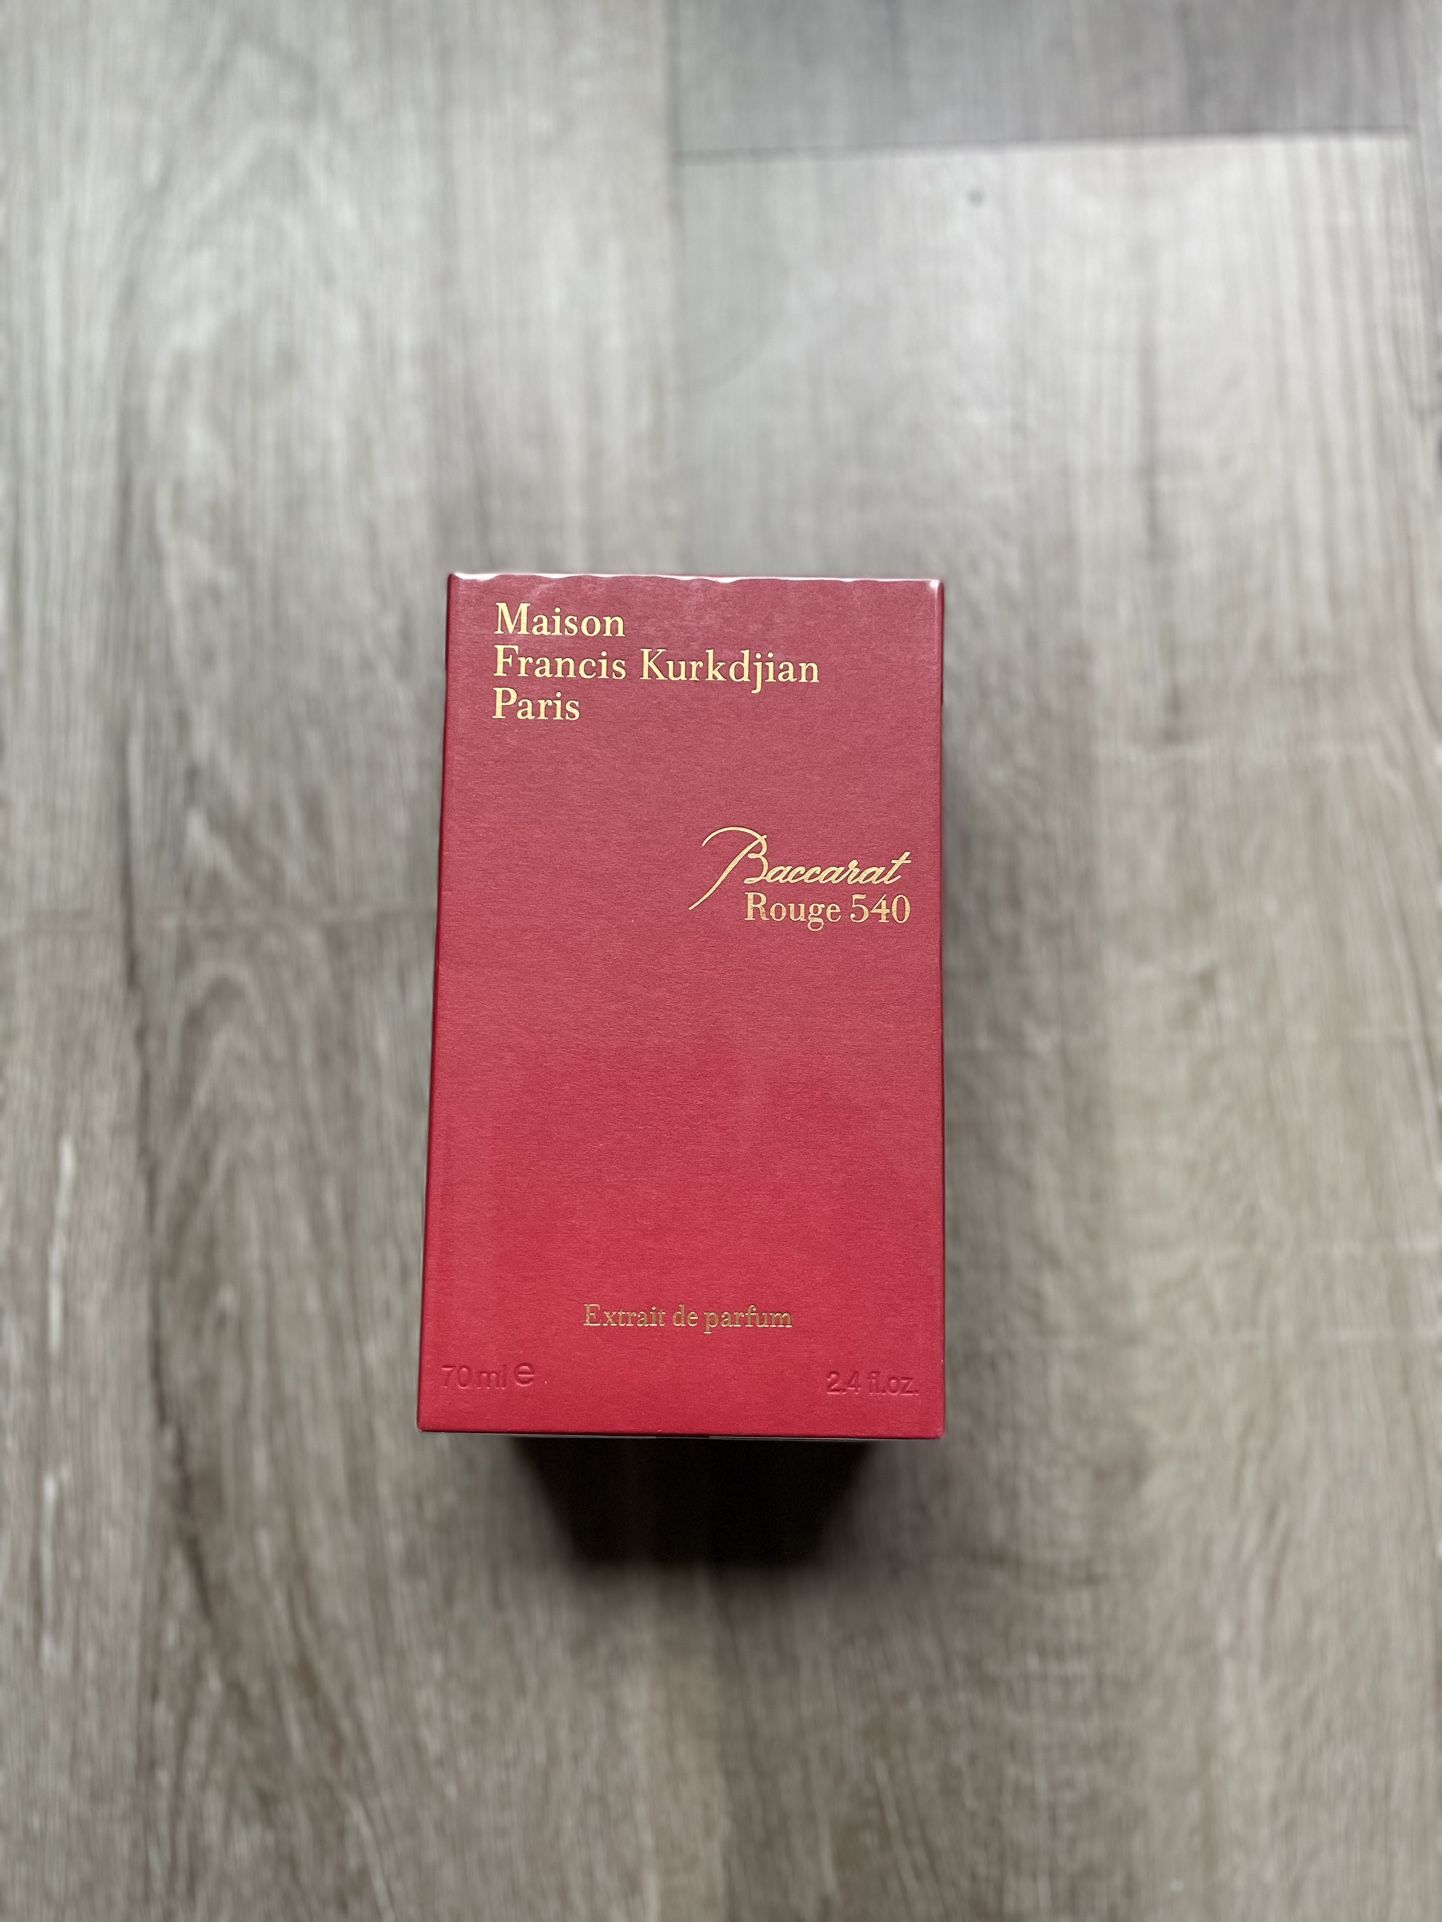 Maison
Francis Kurkdjian
Paris
Baccarat
Rouge 540
Extrait de parfum
70 ml e 2.4 fl.oz.